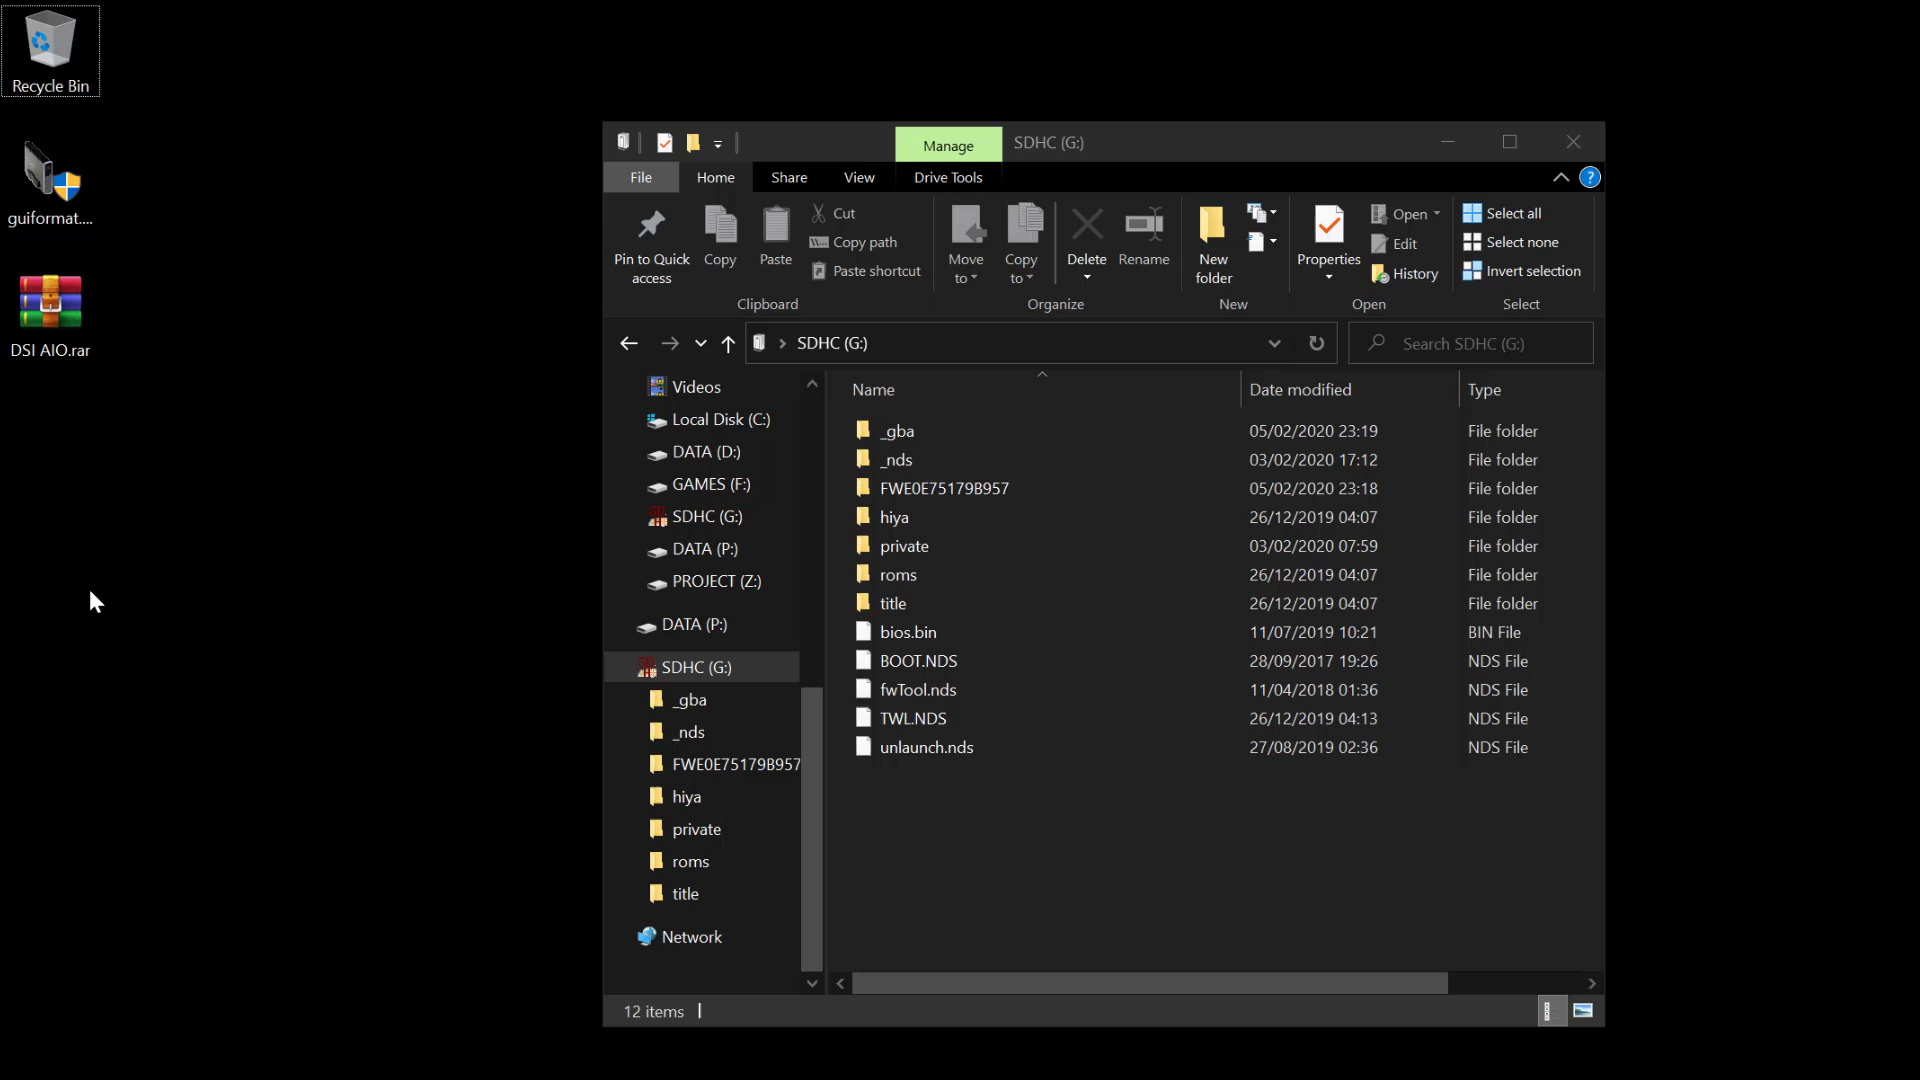 Recycle Bin
guiformat....
DSI AIO.rar
Manage
SDHC (G:)
File
Home
Share
View
Drive Tools
Pin to Quick
access
Copy
Paste
Cut
Copy path
Paste shortcut
Clipboard
Move
to
Copy
to
Delete
Rename
Organize
New
folder
New
Properties
Open
Edit
History
Open
Select all
Select none
Invert selection
Select
SDHC (G:)
Search SDHC (G:)
Videos
Local Disk (C:)
DATA (D:)
GAMES (F:)
SDHC (G:)
DATA (P:)
PROJECT (Z:)
DATA (P:)
SDHC (G:)
_gba
_nds
FWE0E75179B957
hiya
private
roms
title
Network
Name Date modified Type
_gba 05/02/2020 23:19 File folder
_nds 03/02/2020 17:12 File folder
FWE0E75179B957 05/02/2020 23:18 File folder
hiya 26/12/2019 04:07 File folder
private 03/02/2020 07:59 File folder
roms 26/12/2019 04:07 File folder
title 26/12/2019 04:07 File folder
bios.bin 11/07/2019 10:21 BIN File
BOOT.NDS 28/09/2017 19:26 NDS File
fwTool.nds 11/04/2018 01:36 NDS File
TWL.NDS 26/12/2019 04:13 NDS File
unlaunch.nds 27/08/2019 02:36 NDS File
12 items